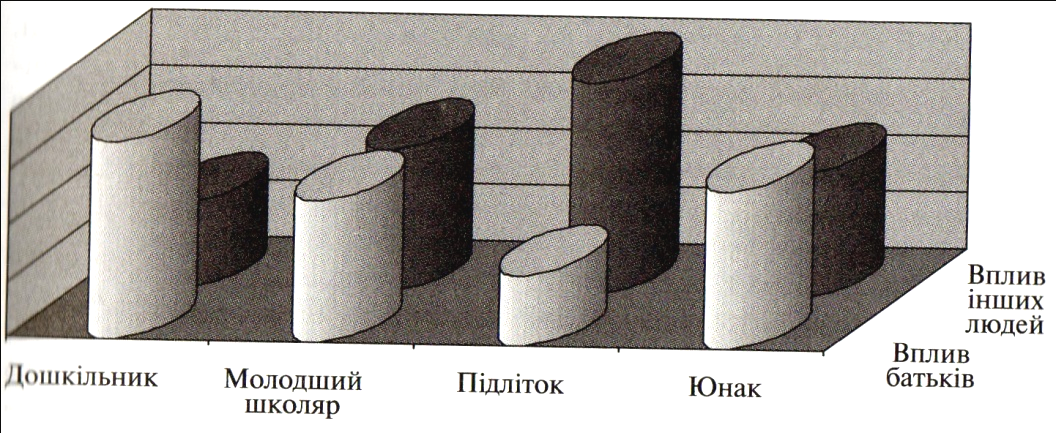 Дошкільник
Молодший
школяр
Підліток
Юнак
Вплив
батьків
Вплив
інших
людей